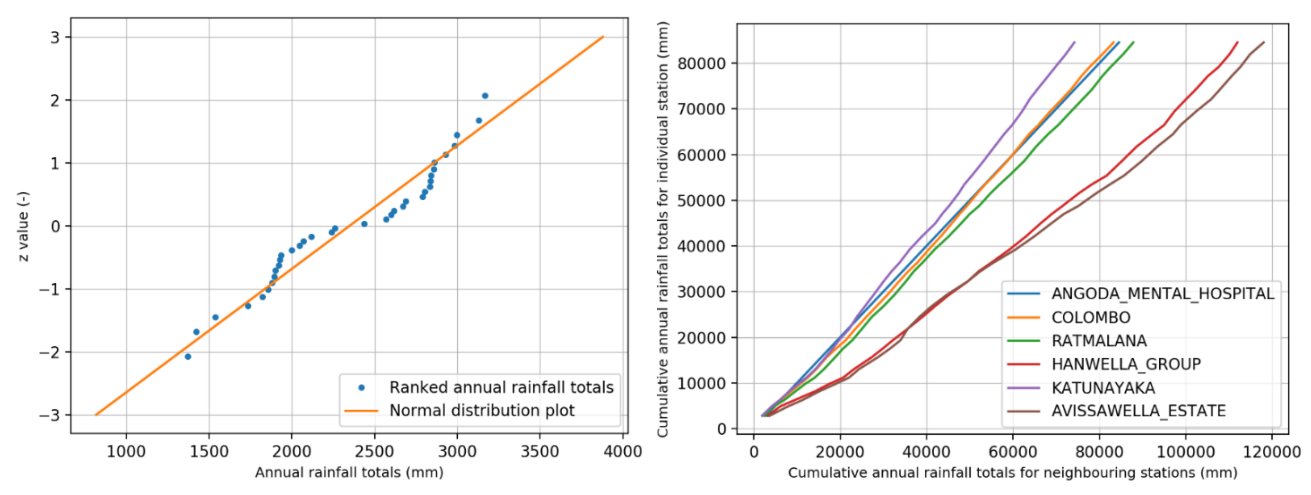 z value (-)
3
2
1
0
−1
−2
−3
1000
1500
2000
2500
3000
3500
4000
Annual rainfall totals (mm)
Ranked annual rainfall totals
Normal distribution plot
Cumulative annual rainfall totals for individual station (mm)
80000
70000
60000
50000
40000
30000
20000
10000
0
0
20000
40000
60000
80000
100000
120000
Cumulative annual rainfall totals for neighbouring stations (mm)
ANGODA_MENTAL_HOSPITAL
COLOMBO
RATMALANA
HANWELLA_GROUP
KATUNAYAKA
AVISSAWELLA_ESTATE